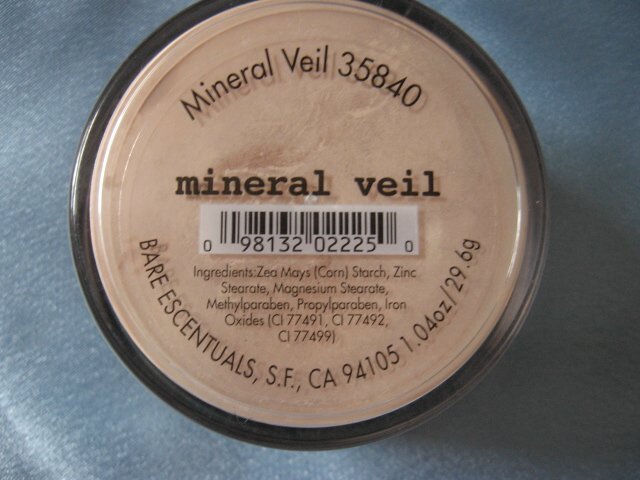 Mineral Veil 35840
mineral veil
0 98132 02225 0
Ingredients:Zea Mays (Corn) Starch, Zinc
Stearate, Magnesium Stearate,
Methylparaben, Propylparaben, Iron
Oxides (CI 77491, CI 77492,
CI 77499)
BARE ESCENTUALS, S.F., CA 94105 1.04oz/29.6g